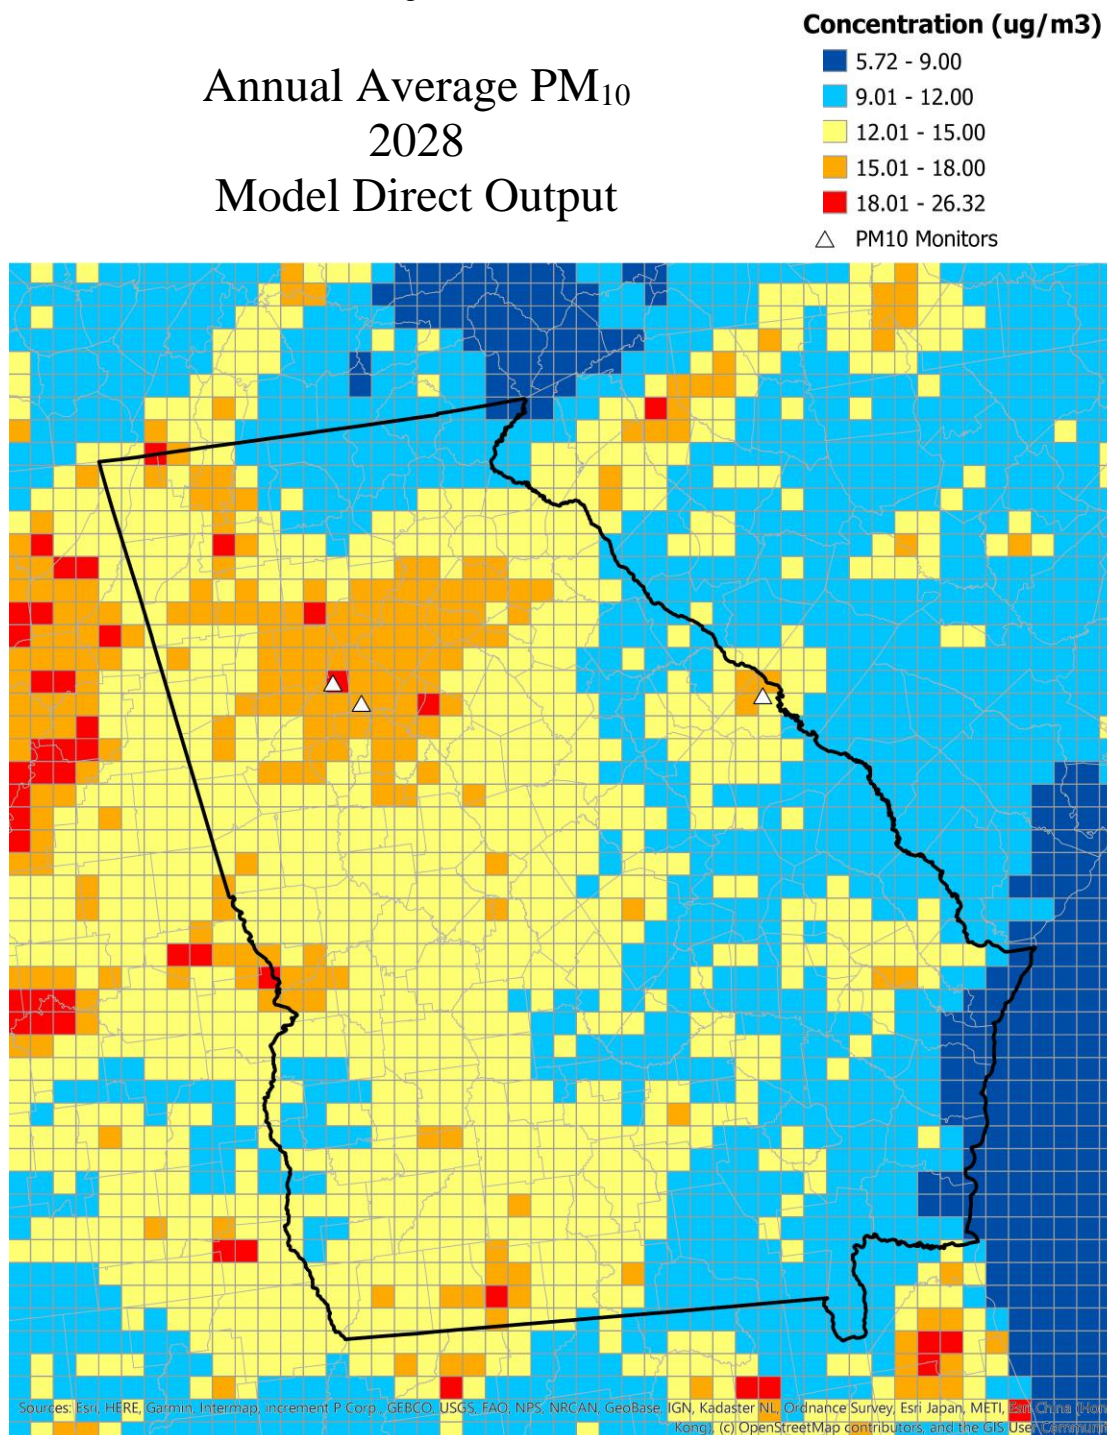 Annual Average PM10
2028
Model Direct Output
Concentration (ug/m3)
5.72 - 9.00
9.01 - 12.00
12.01 - 15.00
15.01 - 18.00
18.01 - 26.32
PM10 Monitors
Sources: Esri, HERE, Garmin, Intermap, increment P Corp., GEBCO, USGS, FAO, NPS, NRCAN, GeoBase, IGN, Kadaster NL, Ordnance Survey, Esri Japan, METI, Esri China (Hon
Kong), (c) OpenStreetMap contributors, and the GIS User Communi